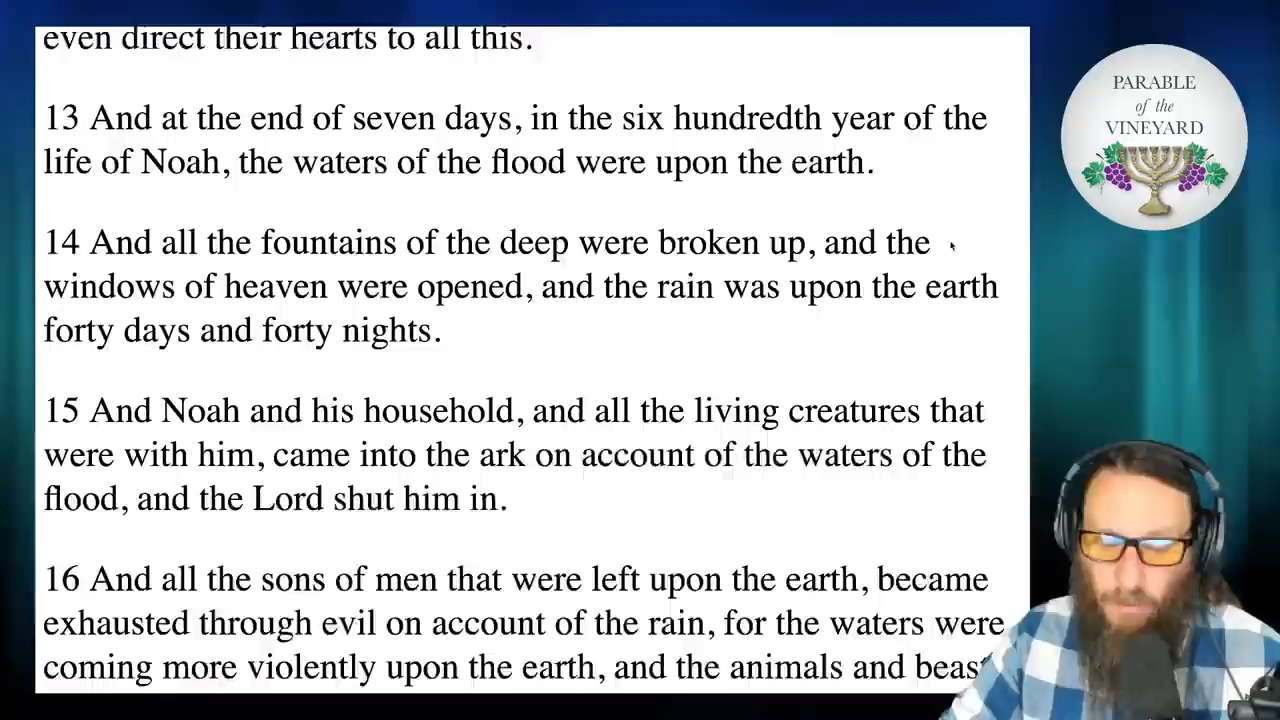 even direct their hearts to all this.
13 And at the end of seven days, in the six hundredth year of the
life of Noah, the waters of the flood were upon the earth.
14 And all the fountains of the deep were broken up, and the
windows of heaven were opened, and the rain was upon the earth
forty days and forty nights.
15 And Noah and his household, and all the living creatures that
were with him, came into the ark on account of the waters of the
flood, and the Lord shut him in.
16 And all the sons of men that were left upon the earth, became
exhausted through evil on account of the rain, for the waters were
coming more violently upon the earth, and the animals and
PARABLE
of the
VINEYARD